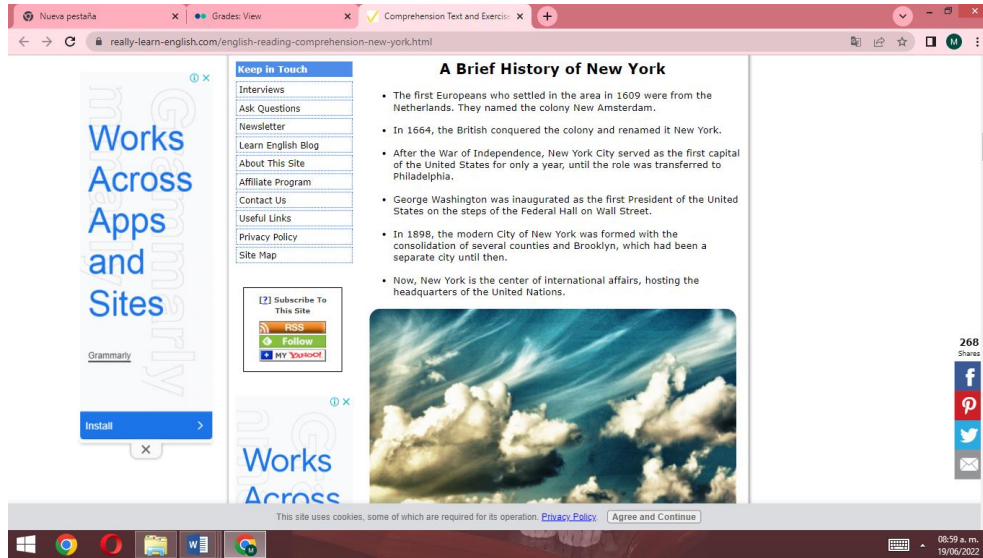 Nueva pestaña
Grades: View
Comprehension Text and Exercise
really-learn-english.com/english-reading-comprehension-new-york.html
M
Works
Across
Apps
and
Sites
Grammarly
Install
Keep in Touch
Interviews
Ask Questions
Newsletter
Learn English Blog
About This Site
Affiliate Program
Contact Us
Useful Links
Privacy Policy
Site Map
[?] Subscribe To
This Site
RSS
Follow
MY YAHOO!
Works
Across
A Brief History of New York
• The first Europeans who settled in the area in 1609 were from the
Netherlands. They named the colony New Amsterdam.
• In 1664, the British conquered the colony and renamed it New York.
• After the War of Independence, New York City served as the first capital
of the United States for only a year, until the role was transferred to
Philadelphia.
• George Washington was inaugurated as the first President of the United
States on the steps of the Federal Hall on Wall Street.
• In 1898, the modern City of New York was formed with the
consolidation of several counties and Brooklyn, which had been a
separate city until then.
• Now, New York is the center of international affairs, hosting the
headquarters of the United Nations.
268
Shares
This site uses cookies, some of which are required for its operation. Privacy Policy. Agree and Continue
08:59 a. m.
19/06/2022